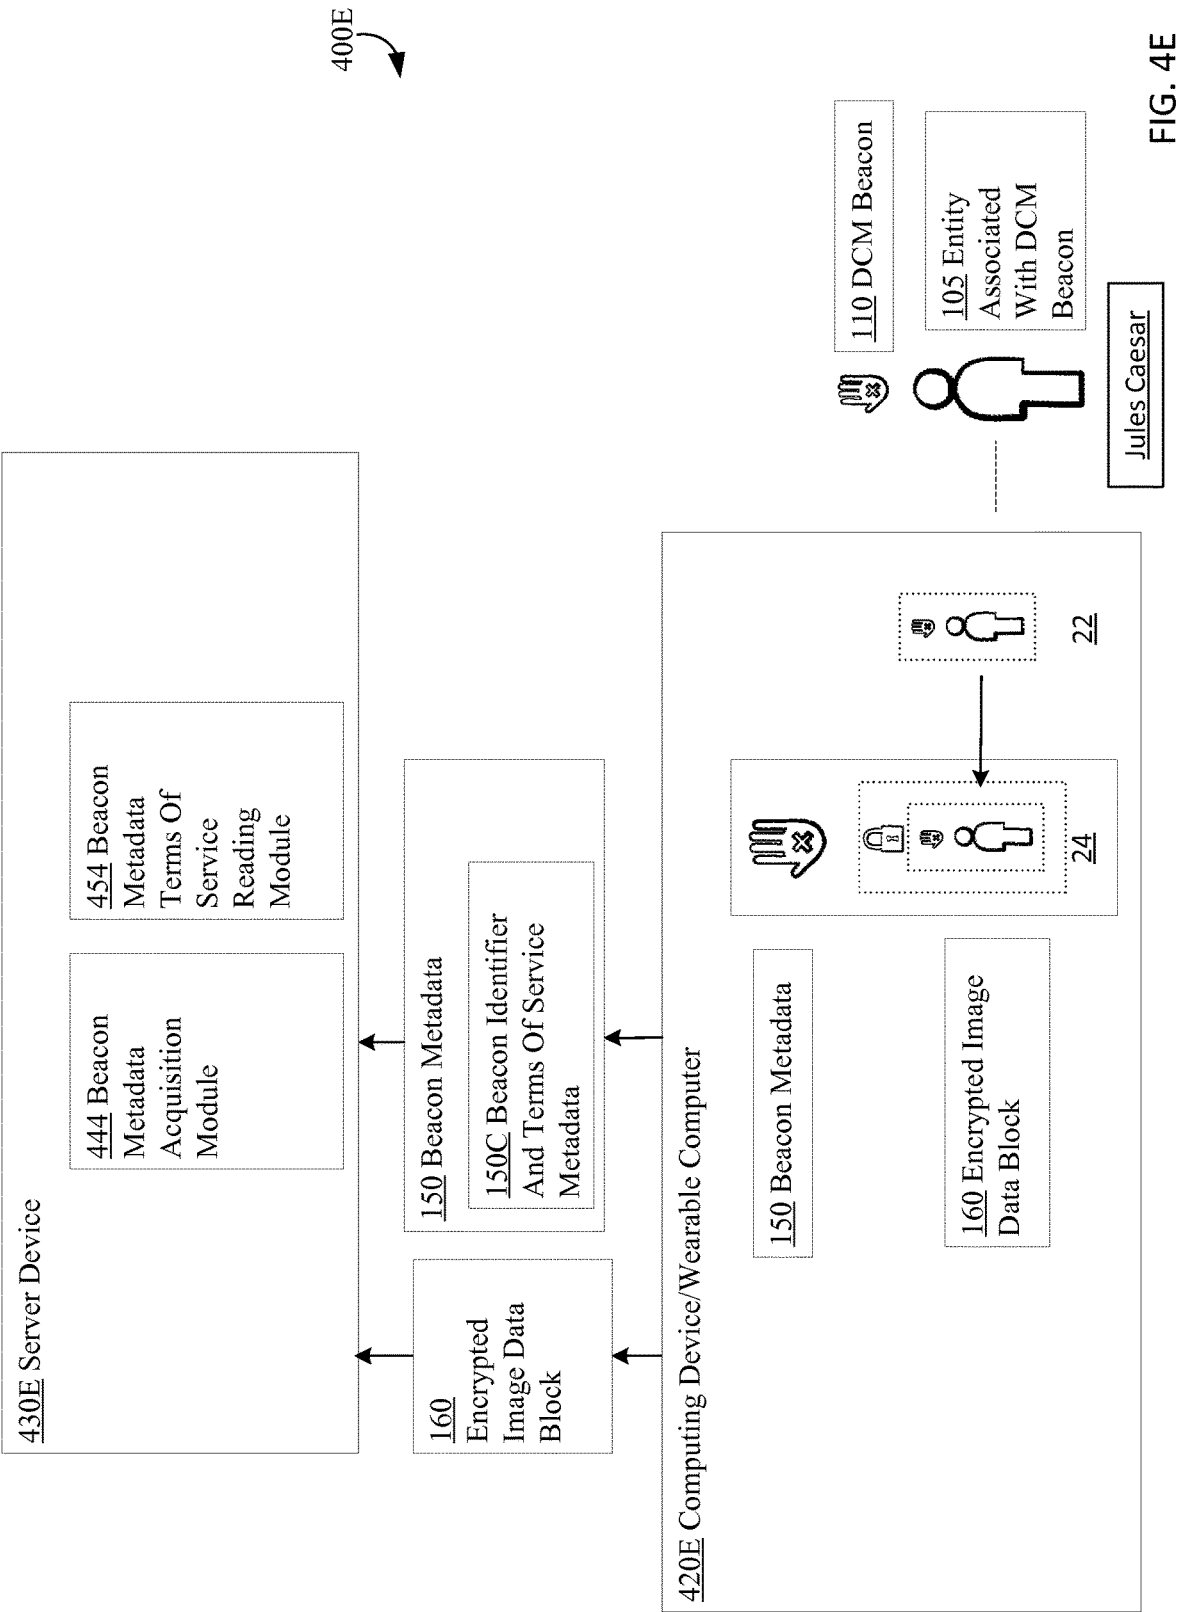 400E
430E Server Device
444 Beacon
Metadata
Acquisition
Module
454 Beacon
Metadata
Terms Of
Service
Reading
Module
160
Encrypted
Image Data
Block
150 Beacon Metadata
150C Beacon Identifier
And Terms Of Service
Metadata
420E Computing Device/Wearable Computer
150 Beacon Metadata
160 Encrypted Image
Data Block
24
22
110 DCM Beacon
105 Entity
Associated
With DCM
Beacon
Jules Caesar
FIG. 4E